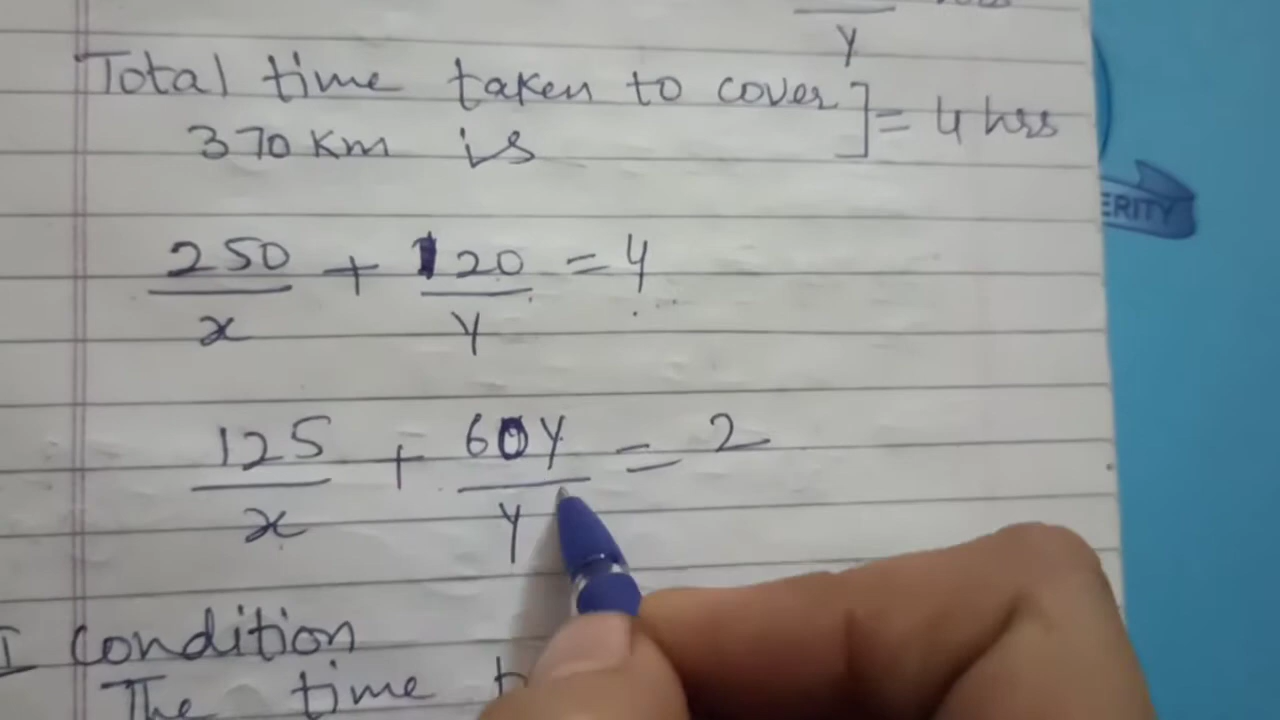 y
Total time taken to cover ] = 4 hrs
370 Km is
250/x + 120/y = 4
125/x + 60y/y = 2
I condition
The time
ERITY